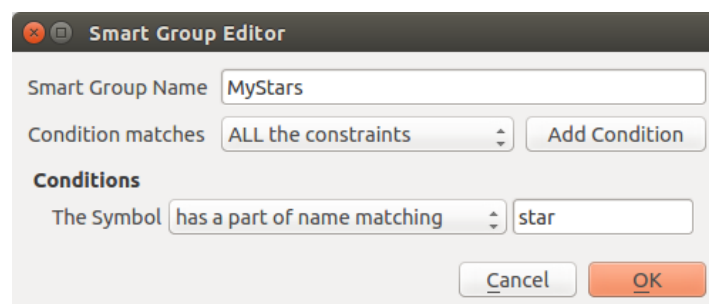 Smart Group Editor
Smart Group Name MyStars
Condition matches ALL the constraints Add Condition
Conditions
The Symbol has a part of name matching star
Cancel OK